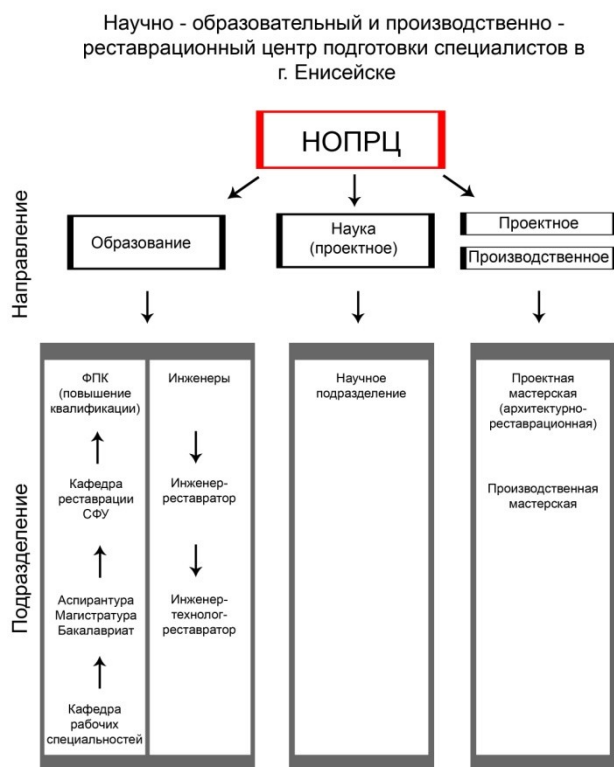 Научно - образовательный и производственно -
реставрационный центр подготовки специалистов в
г. Енисейске
НОПРЦ
Направление
Образование
Наука
(проектное)
Проектное
Производственное
Подразделение
ФПК
(повышение
квалификации)
Кафедра
реставрации
СФУ
Аспирантура
Магистратура
Бакалавриат
Кафедра
рабочих
специальностей
Инженеры
Инженер-
реставратор
Инженер-
технолог-
реставратор
Научное
подразделение
Проектная
мастерская
(архитектурно-
реставрационная)
Производственная
мастерская